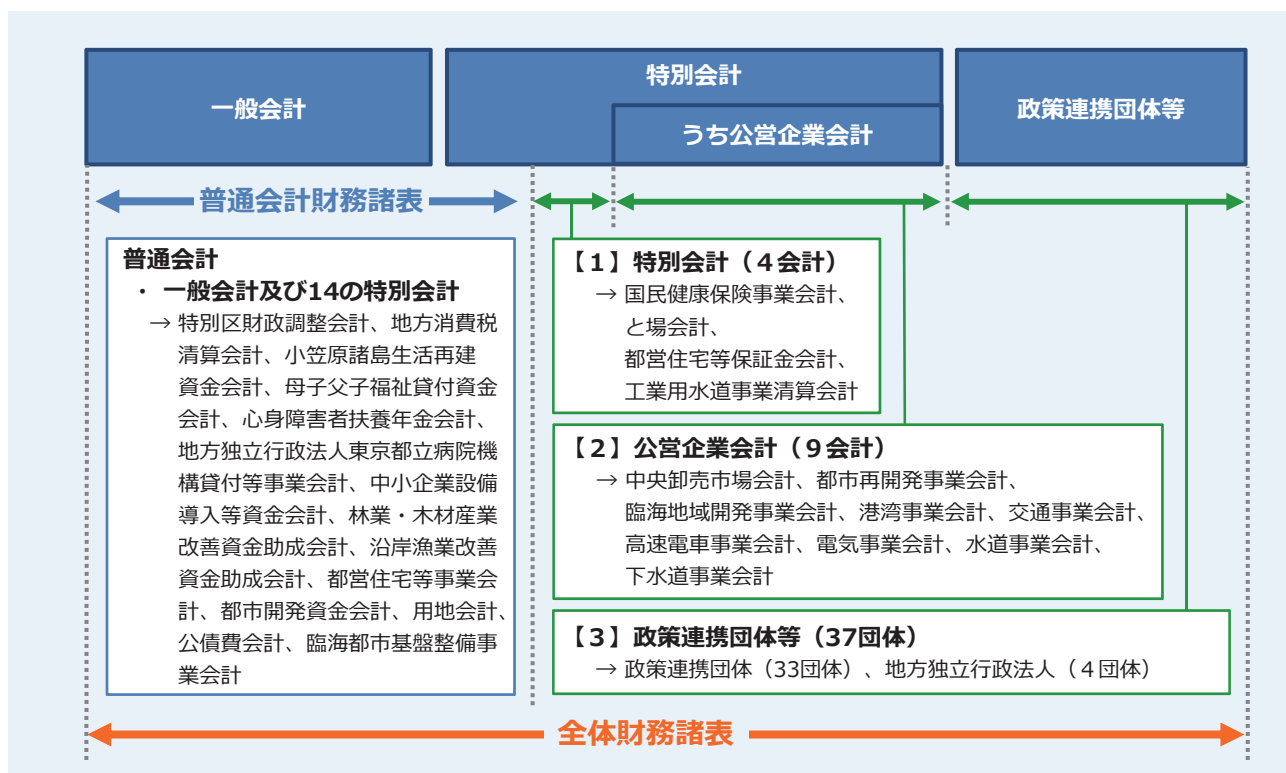 一般会計
特別会計
うち公営企業会計
政策連携団体等
普通会計財務諸表
普通会計
・ 一般会計及び14の特別会計
→ 特別区財政調整会計、地方消費税
清算会計、小笠原諸島生活再建
資金会計、母子父子福祉貸付資金
会計、心身障害者扶養年金会計、
地方独立行政法人東京都立病院機
構貸付等事業会計、中小企業設備
導入等資金会計、林業・木材産業
改善資金助成会計、沿岸漁業改善
資金助成会計、都営住宅等事業会
計、都市開発資金会計、用地会計、
公債費会計、臨海都市基盤整備事
業会計
【1】特別会計（４会計）
→ 国民健康保険事業会計、
と場会計、
都営住宅等保証金会計、
工業用水道事業清算会計
【2】公営企業会計（９会計）
→ 中央卸売市場会計、都市再開発事業会計、
臨海地域開発事業会計、港湾事業会計、交通事業会計、
高速電車事業会計、電気事業会計、水道事業会計、
下水道事業会計
【3】政策連携団体等（37団体）
→ 政策連携団体（33団体）、地方独立行政法人（４団体）
全体財務諸表